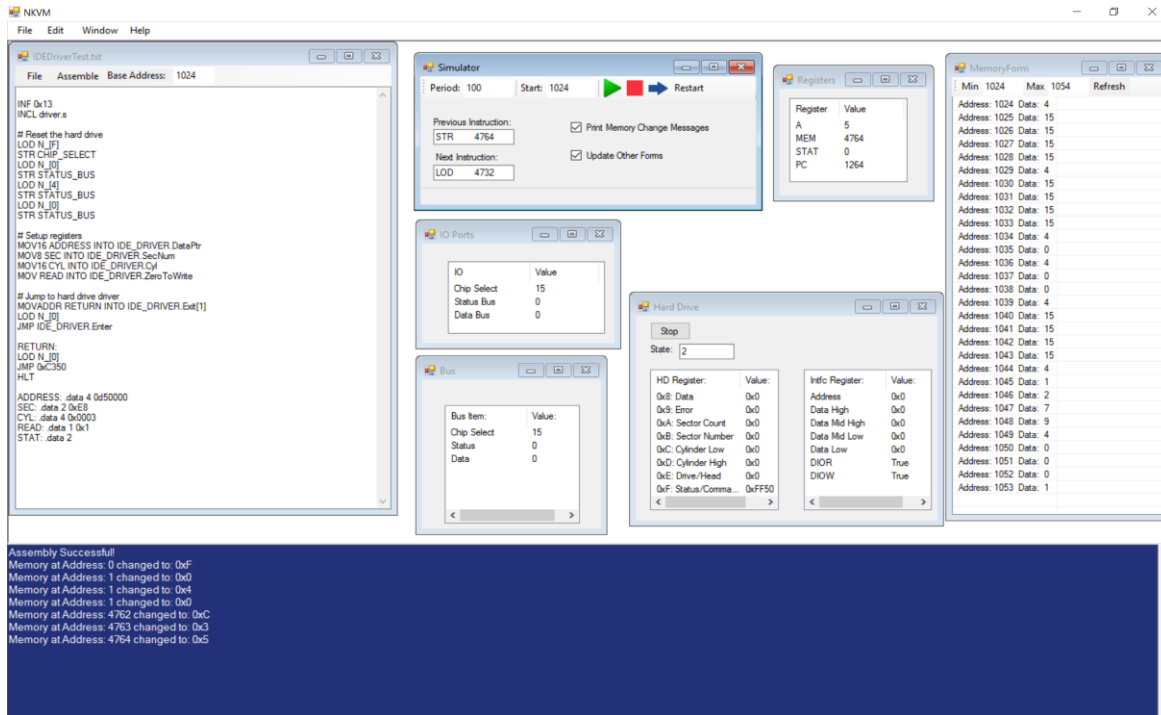 NKVM
File Edit Window Help
IDEDriverTest.txt
File Assemble Base Address: 1024
INF 0x13
INCL driver.s
# Reset the hard drive
LOD N_[F]
STR CHIP_SELECT
LOD N_[0]
STR STATUS_BUS
LOD N_[4]
STR STATUS_BUS
LOD N_[0]
STR STATUS_BUS
# Setup registers
MOV16 ADDRESS INTO IDE_DRIVER.DataPtr
MOV8 SEC INTO IDE_DRIVER.SecNum
MOV16 CYL INTO IDE_DRIVER.Cyl
MOV READ INTO IDE_DRIVER.ZeroToWrite
# Jump to hard drive driver
MOVADDR RETURN INTO IDE_DRIVER.Exit[1]
LOD N_[0]
JMP IDE_DRIVER.Enter
RETURN:
LOD N_[0]
JMP 0xC350
HLT
ADDRESS: .data 4 0d50000
SEC: .data 2 0xE8
CYL: .data 4 0x0003
READ: .data 1 0x1
STAT: .data 2
Simulator
Period: 100 Start: 1024 Restart
Previous Instruction:
STR 4764
Next Instruction:
LOD 4732
Print Memory Change Messages
Update Other Forms
Registers
Register Value
A 5
MEM 4764
STAT 0
PC 1264
IO Ports
IO Value
Chip Select 15
Status Bus 0
Data Bus 0
Bus
Bus Item: Value:
Chip Select 15
Status 0
Data 0
Hard Drive
Stop
State: 2
HD Register: Value:
0x8: Data 0x0
0x9: Error 0x0
0xA: Sector Count 0x0
0xB: Sector Number 0x0
0xC: Cylinder Low 0x0
0xD: Cylinder High 0x0
0xE: Drive/Head 0x0
0xF: Status/Comma... 0xFF50
Intfc Register: Value:
Address 0x0
Data High 0x0
Data Mid High 0x0
Data Mid Low 0x0
Data Low 0x0
DIOR True
DIOW True
MemoryForm
Min 1024 Max 1054 Refresh
Address: 1024 Data: 4
Address: 1025 Data: 15
Address: 1026 Data: 15
Address: 1027 Data: 15
Address: 1028 Data: 15
Address: 1029 Data: 4
Address: 1030 Data: 15
Address: 1031 Data: 15
Address: 1032 Data: 15
Address: 1033 Data: 15
Address: 1034 Data: 4
Address: 1035 Data: 0
Address: 1036 Data: 4
Address: 1037 Data: 0
Address: 1038 Data: 0
Address: 1039 Data: 4
Address: 1040 Data: 15
Address: 1041 Data: 15
Address: 1042 Data: 15
Address: 1043 Data: 15
Address: 1044 Data: 4
Address: 1045 Data: 1
Address: 1046 Data: 2
Address: 1047 Data: 7
Address: 1048 Data: 9
Address: 1049 Data: 4
Address: 1050 Data: 0
Address: 1051 Data: 0
Address: 1052 Data: 0
Address: 1053 Data: 1
Assembly Successful!
Memory at Address: 0 changed to: 0xF
Memory at Address: 1 changed to: 0x0
Memory at Address: 1 changed to: 0x4
Memory at Address: 1 changed to: 0x0
Memory at Address: 4762 changed to: 0xC
Memory at Address: 4763 changed to: 0x3
Memory at Address: 4764 changed to: 0x5